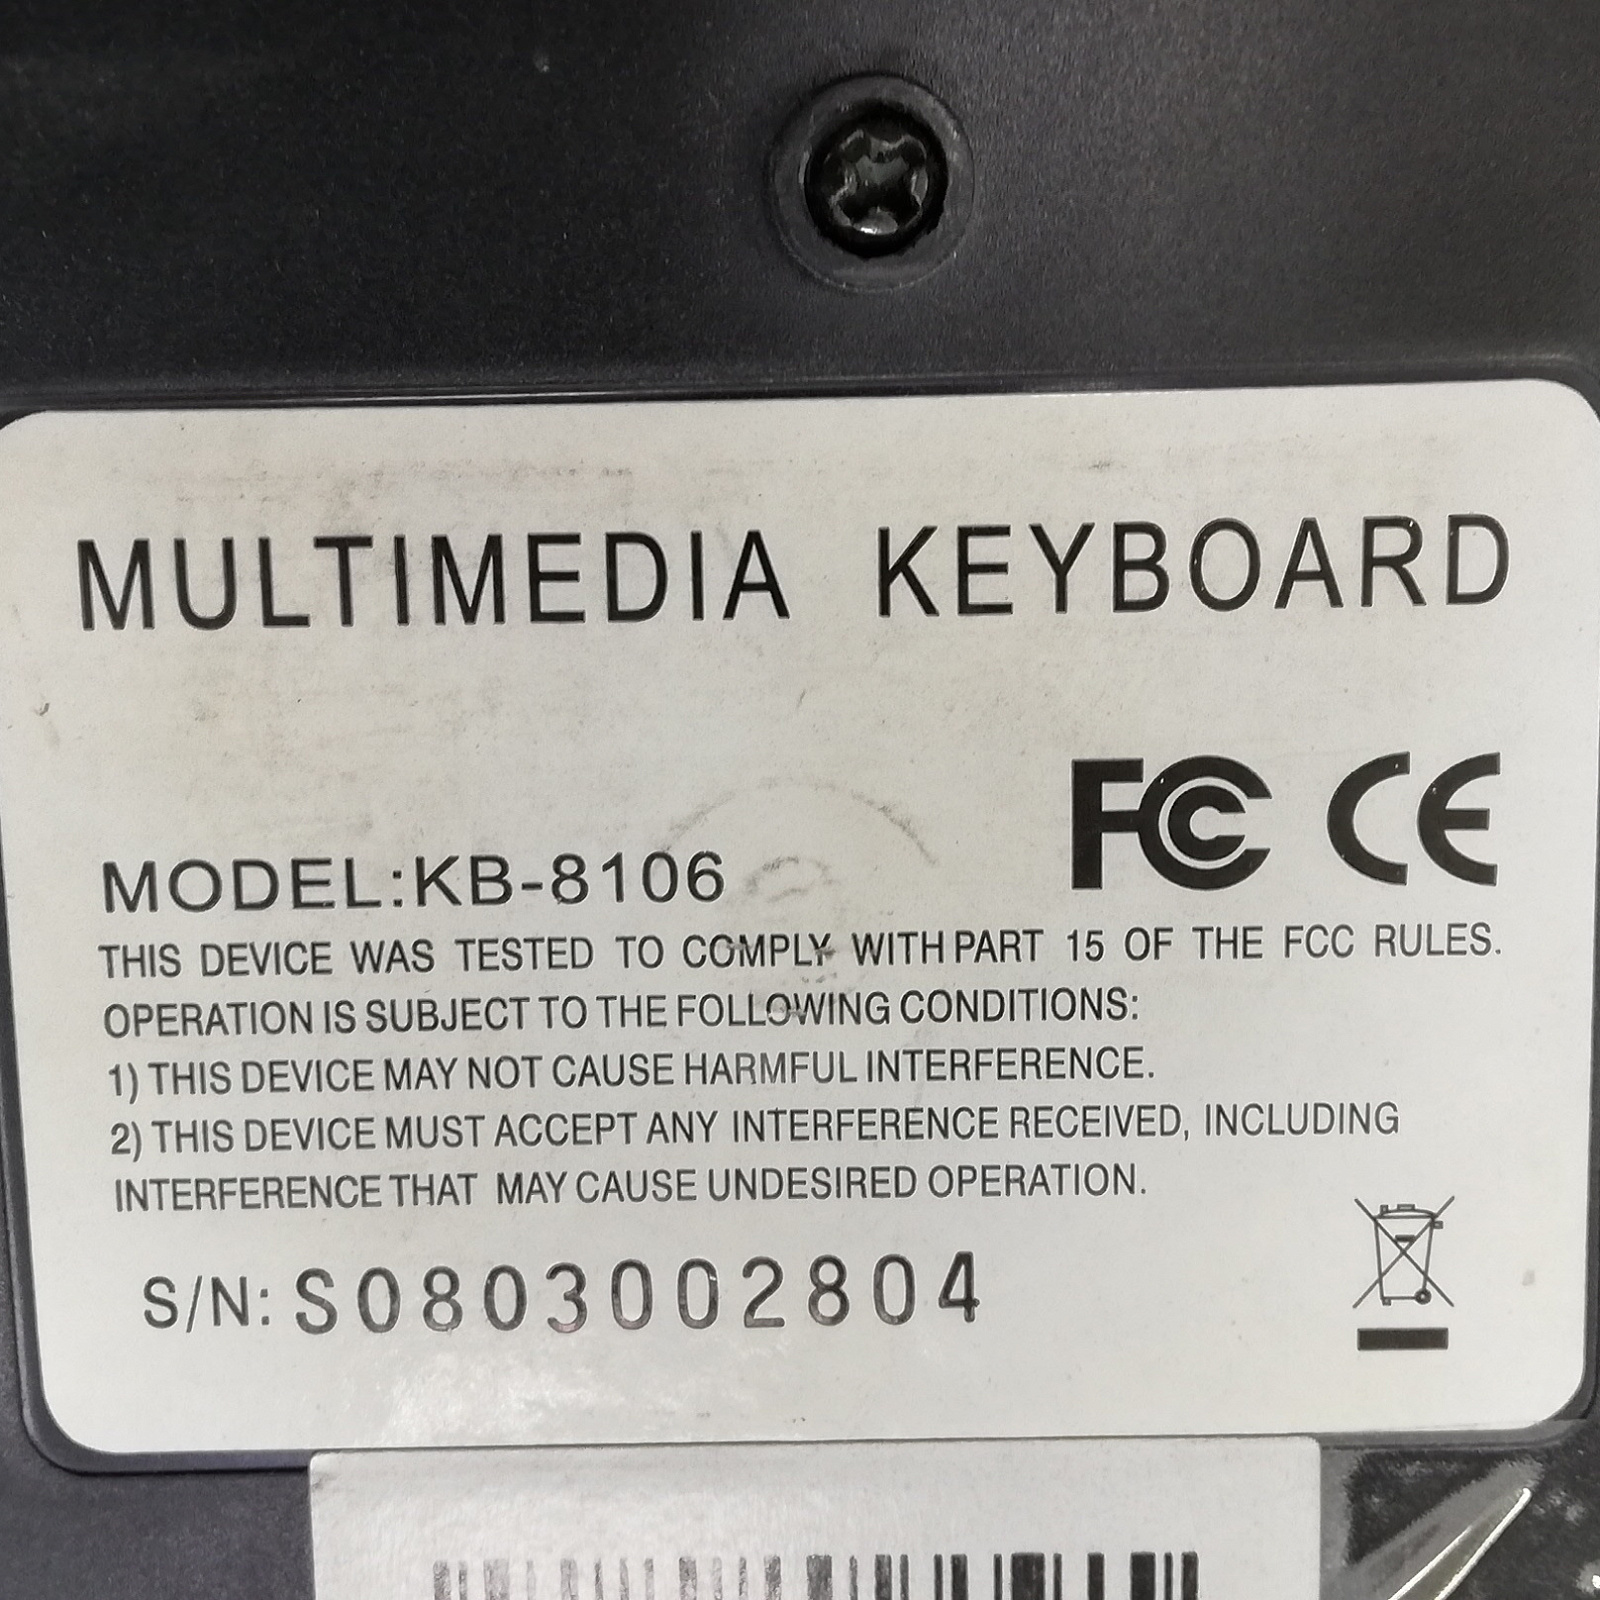 MULTIMEDIA KEYBOARD
FC CE
MODEL:KB-8106
THIS DEVICE WAS TESTED TO COMPLY WITH PART 15 OF THE FCC RULES.
OPERATION IS SUBJECT TO THE FOLLOWING CONDITIONS:
1) THIS DEVICE MAY NOT CAUSE HARMFUL INTERFERENCE.
2) THIS DEVICE MUST ACCEPT ANY INTERFERENCE RECEIVED, INCLUDING
INTERFERENCE THAT MAY CAUSE UNDESIRED OPERATION.
S/N: S0803002804